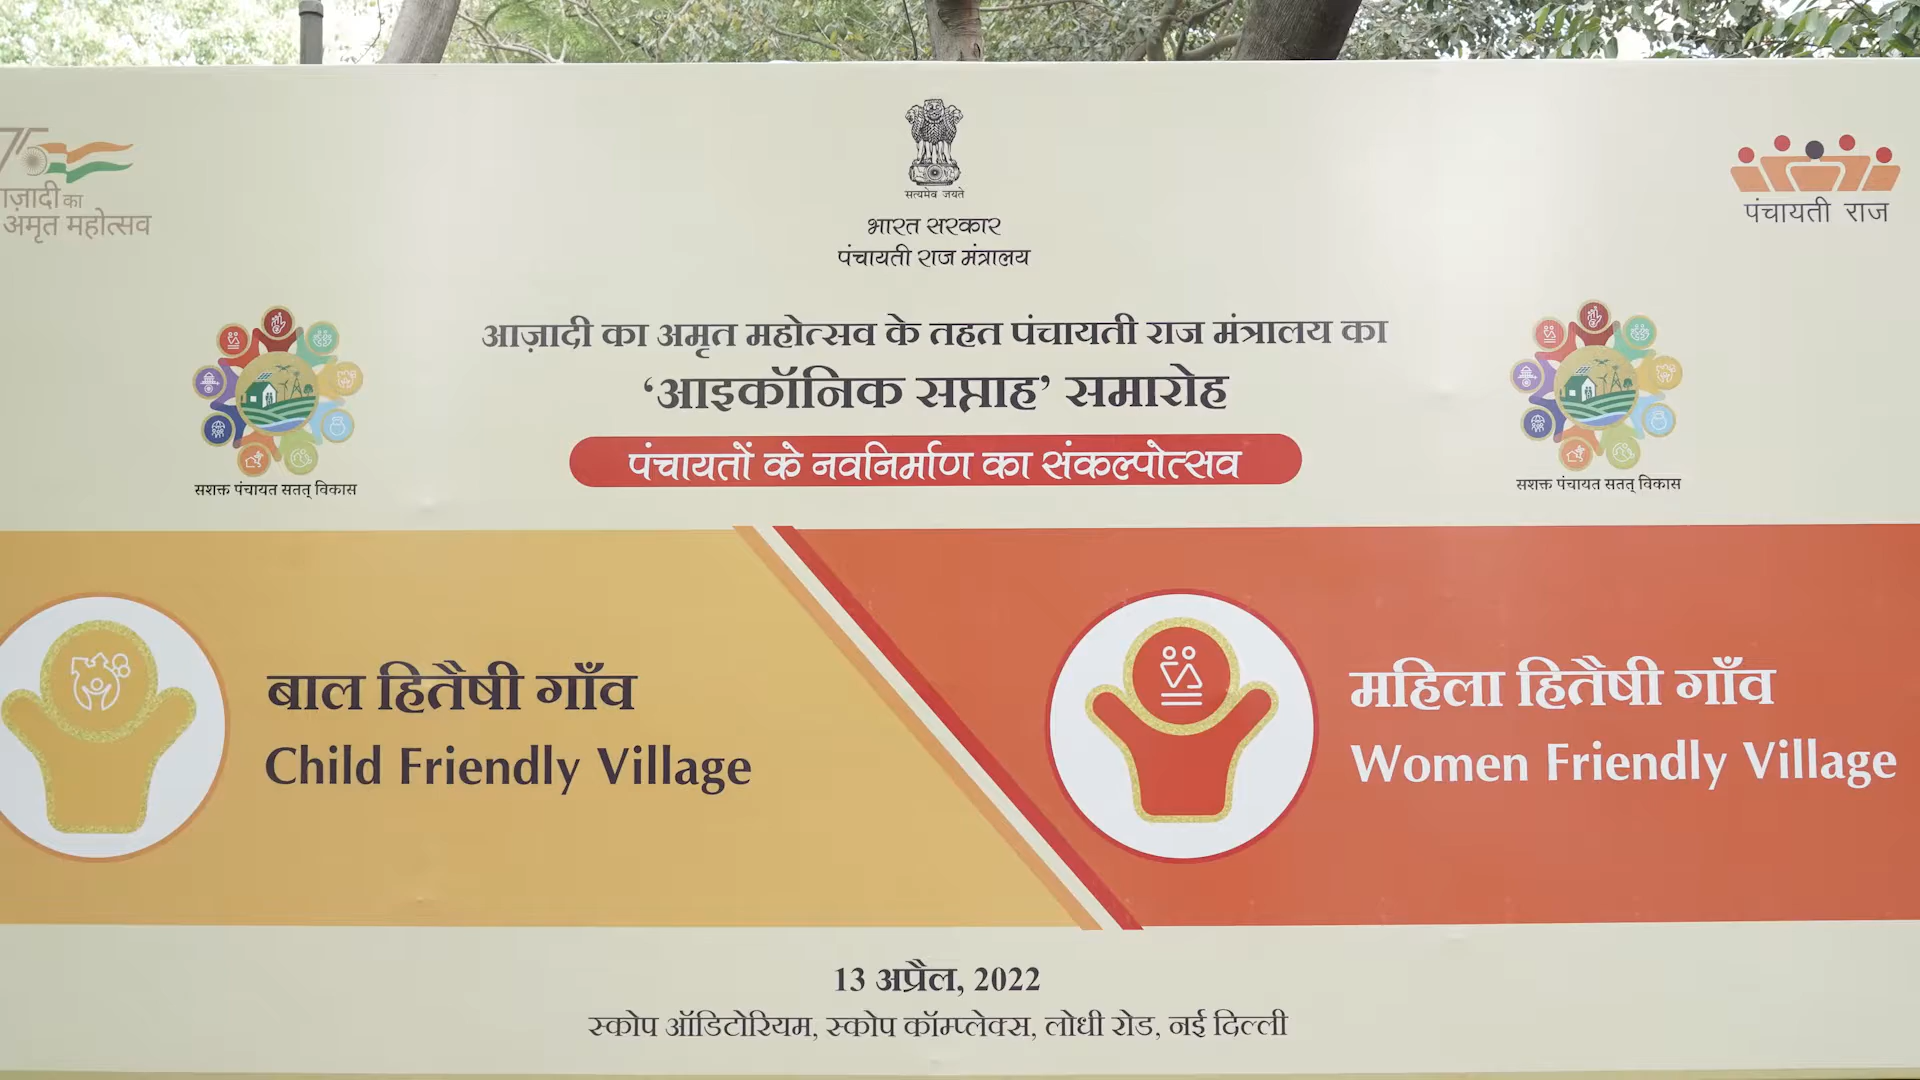 75
आज़ादी का
अमृत महोत्सव
सत्यमेव जयते
भारत सरकार
पंचायती राज मंत्रालय
पंचायती राज
आज़ादी का अमृत महोत्सव के तहत पंचायती राज मंत्रालय का
‘आइकॉनिक सप्ताह’ समारोह
पंचायतों के नवनिर्माण का संकल्पोत्सव
सशक्त पंचायत सतत् विकास
सशक्त पंचायत सतत् विकास
बाल हितैषी गाँव
Child Friendly Village
महिला हितैषी गाँव
Women Friendly Village
13 अप्रैल, 2022
स्कोप ऑडिटोरियम, स्कोप कॉम्प्लेक्स, लोधी रोड, नई दिल्ली